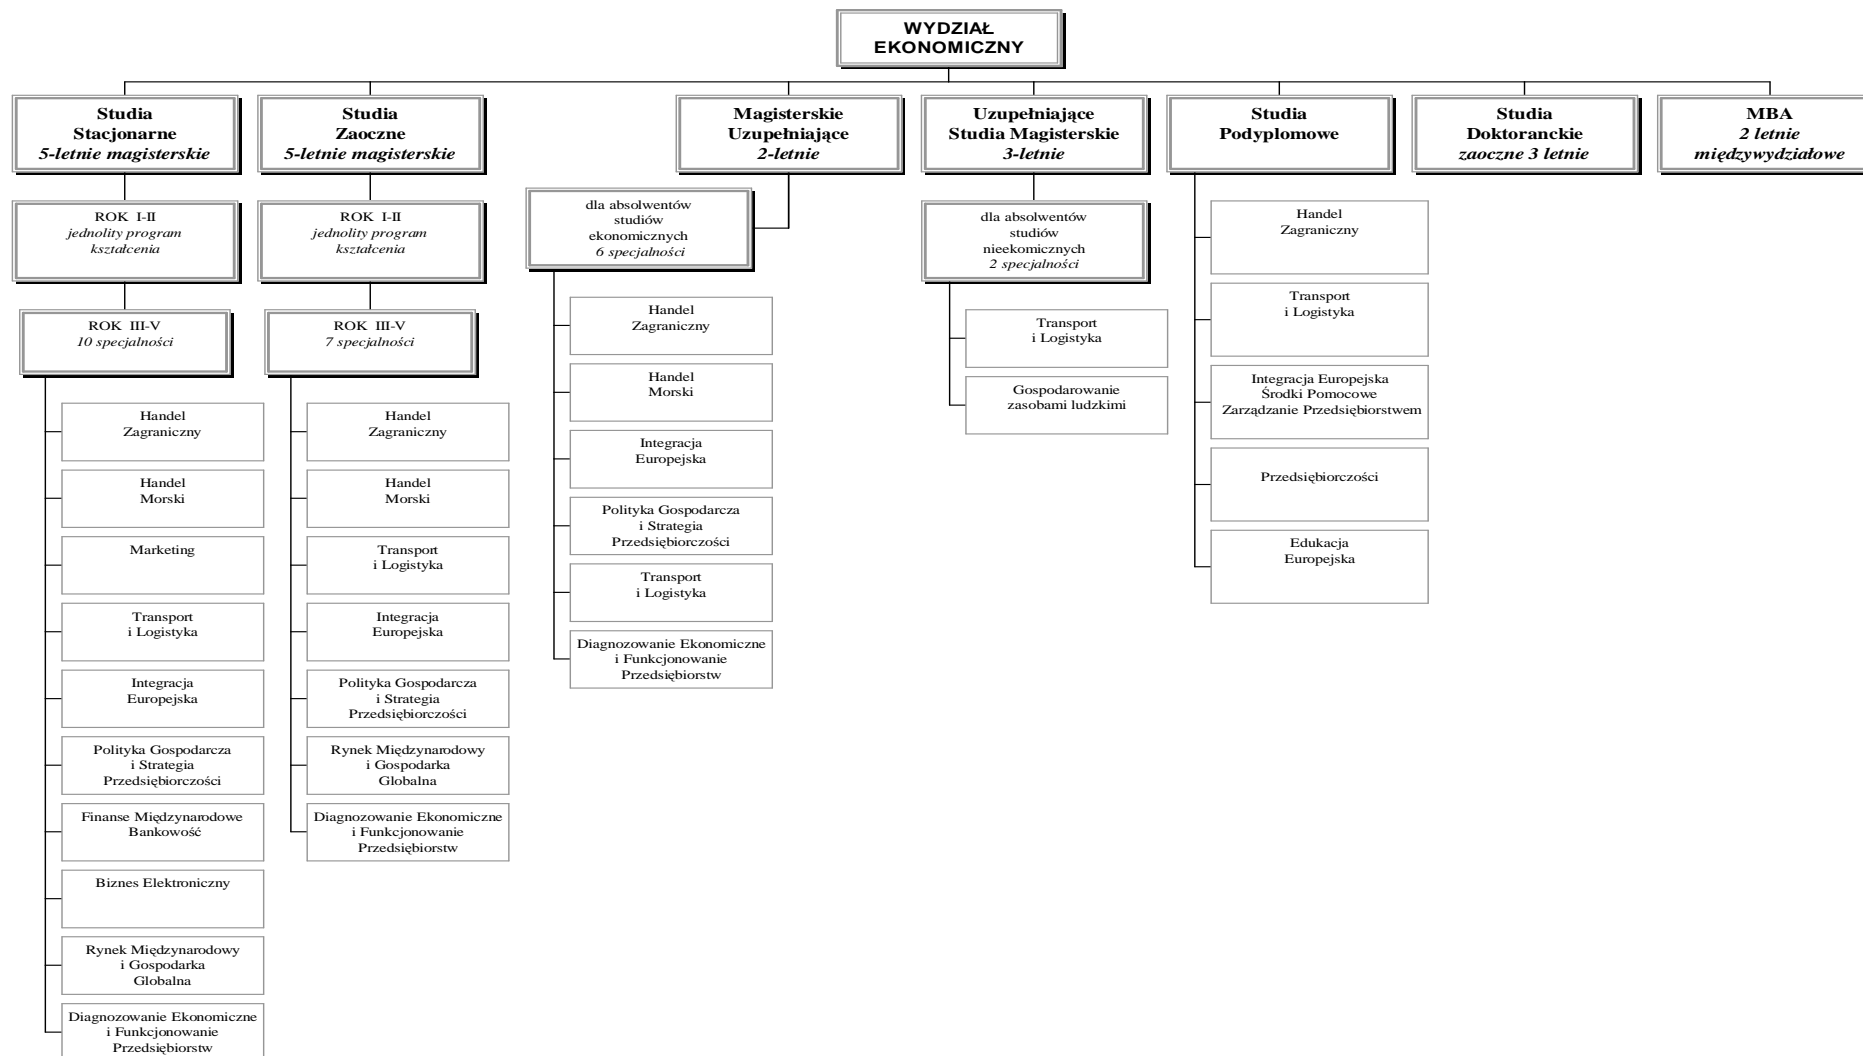 WYDZIAŁ
EKONOMICZNY
Studia
Stacjonarne
5-letnie magisterskie
Studia
Zaoczne
5-letnie magisterskie
Magisterskie
Uzupełniające
2-letnie
Uzupełniające
Studia Magisterskie
3-letnie
Studia
Podyplomowe
Studia
Doktoranckie
zaoczne 3 letnie
MBA
2 letnie
międzywydziałowe
ROK I-II
jednolity program
kształcenia
ROK III-V
10 specjalności
Handel
Zagraniczny
Handel
Morski
Marketing
Transport
i Logistyka
Integracja
Europejska
Polityka Gospodarcza
i Strategia
Przedsiębiorczości
Finanse Międzynarodowe
Bankowość
Biznes Elektroniczny
Rynek Międzynarodowy
i Gospodarka
Globalna
Diagnozowanie Ekonomiczne
i Funkcjonowanie
Przedsiębiorstw
ROK I-II
jednolity program
kształcenia
ROK III-V
7 specjalności
Handel
Zagraniczny
Handel
Morski
Transport
i Logistyka
Integracja
Europejska
Polityka Gospodarcza
i Strategia
Przedsiębiorczości
Rynek Międzynarodowy
i Gospodarka
Globalna
Diagnozowanie Ekonomiczne
i Funkcjonowanie
Przedsiębiorstw
dla absolwentów
studiów
ekonomicznych
6 specjalności
Handel
Zagraniczny
Handel
Morski
Integracja
Europejska
Polityka Gospodarcza
i Strategia
Przedsiębiorczości
Transport
i Logistyka
Diagnozowanie Ekonomiczne
i Funkcjonowanie
Przedsiębiorstw
dla absolwentów
studiów
nieekomicznych
2 specjalności
Transport
i Logistyka
Gospodarowanie
zasobami ludzkimi
Handel
Zagraniczny
Transport
i Logistyka
Integracja Europejska
Środki Pomocowe
Zarządzanie Przedsiębiorstwem
Przedsiębiorczości
Edukacja
Europejska